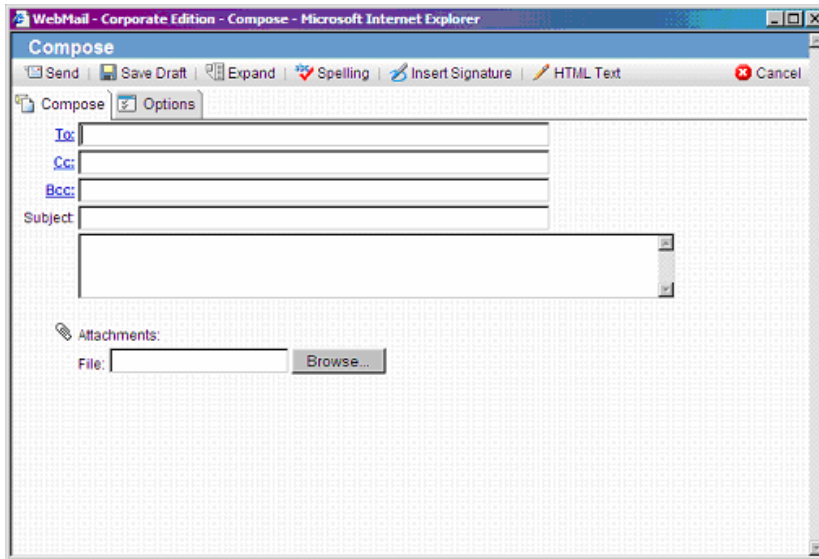 WebMail - Corporate Edition - Compose - Microsoft Internet Explorer
Compose
Send | Save Draft | Expand | Spelling | Insert Signature | HTML Text Cancel
Compose Options
To:
Cc:
Bcc:
Subject
Attachments:
File: Browse...